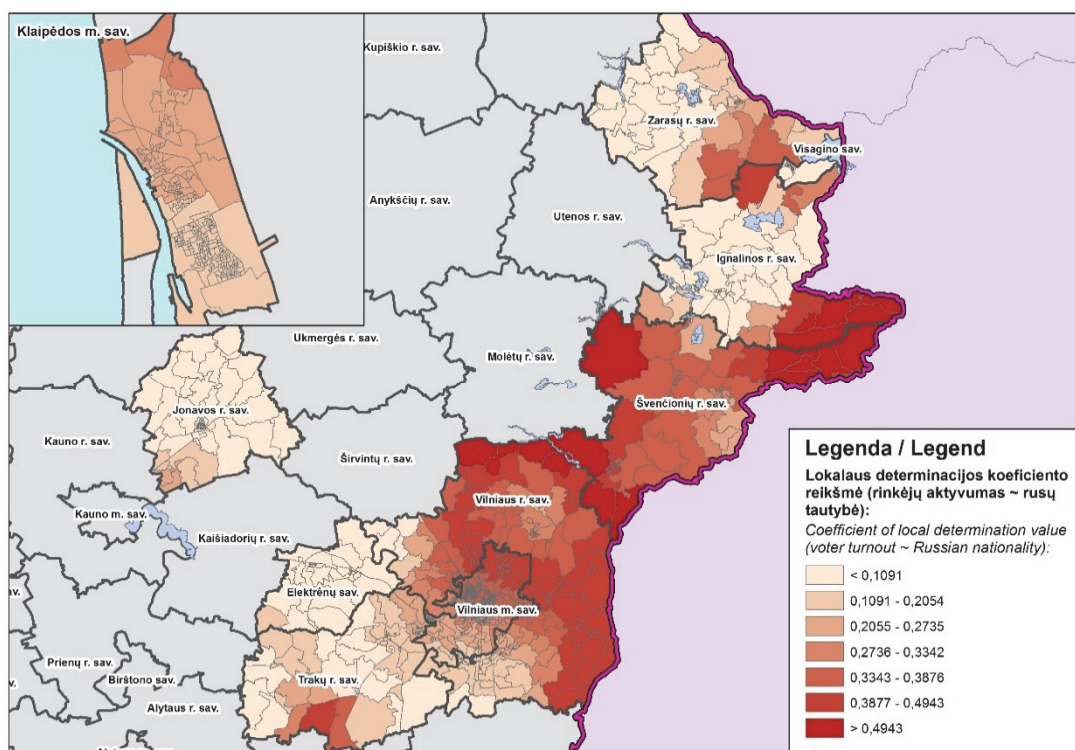 Klaipėdos m. sav.
Kupiškio r. sav.
Zarasų r. sav.
Visagino sav.
Anykščių r. sav.
Utenos r. sav.
Ignalinos r. sav.
Ukmergės r. sav.
Molėtų r. sav.
Jonavos r. sav.
Švenčionių r. sav.
Kauno r. sav.
Širvintų r. sav.
Vilniaus r. sav.
Kauno m. sav.
Kaišiadorių r. sav.
Elektrėnų sav.
Vilniaus m. sav.
Prienų r. sav.
Birštono sav.
Trakų r. sav.
Alytaus r. sav.
Legenda / Legend
Lokalaus determinacijos koeficiento
reikšmė (rinkėjų aktyvumas ~ rusų
tautybė):
Coefficient of local determination value
(voter turnout ~ Russian nationality):
< 0,1091
0,1091 - 0,2054
0,2055 - 0,2735
0,2736 - 0,3342
0,3343 - 0,3876
0,3877 - 0,4943
> 0,4943